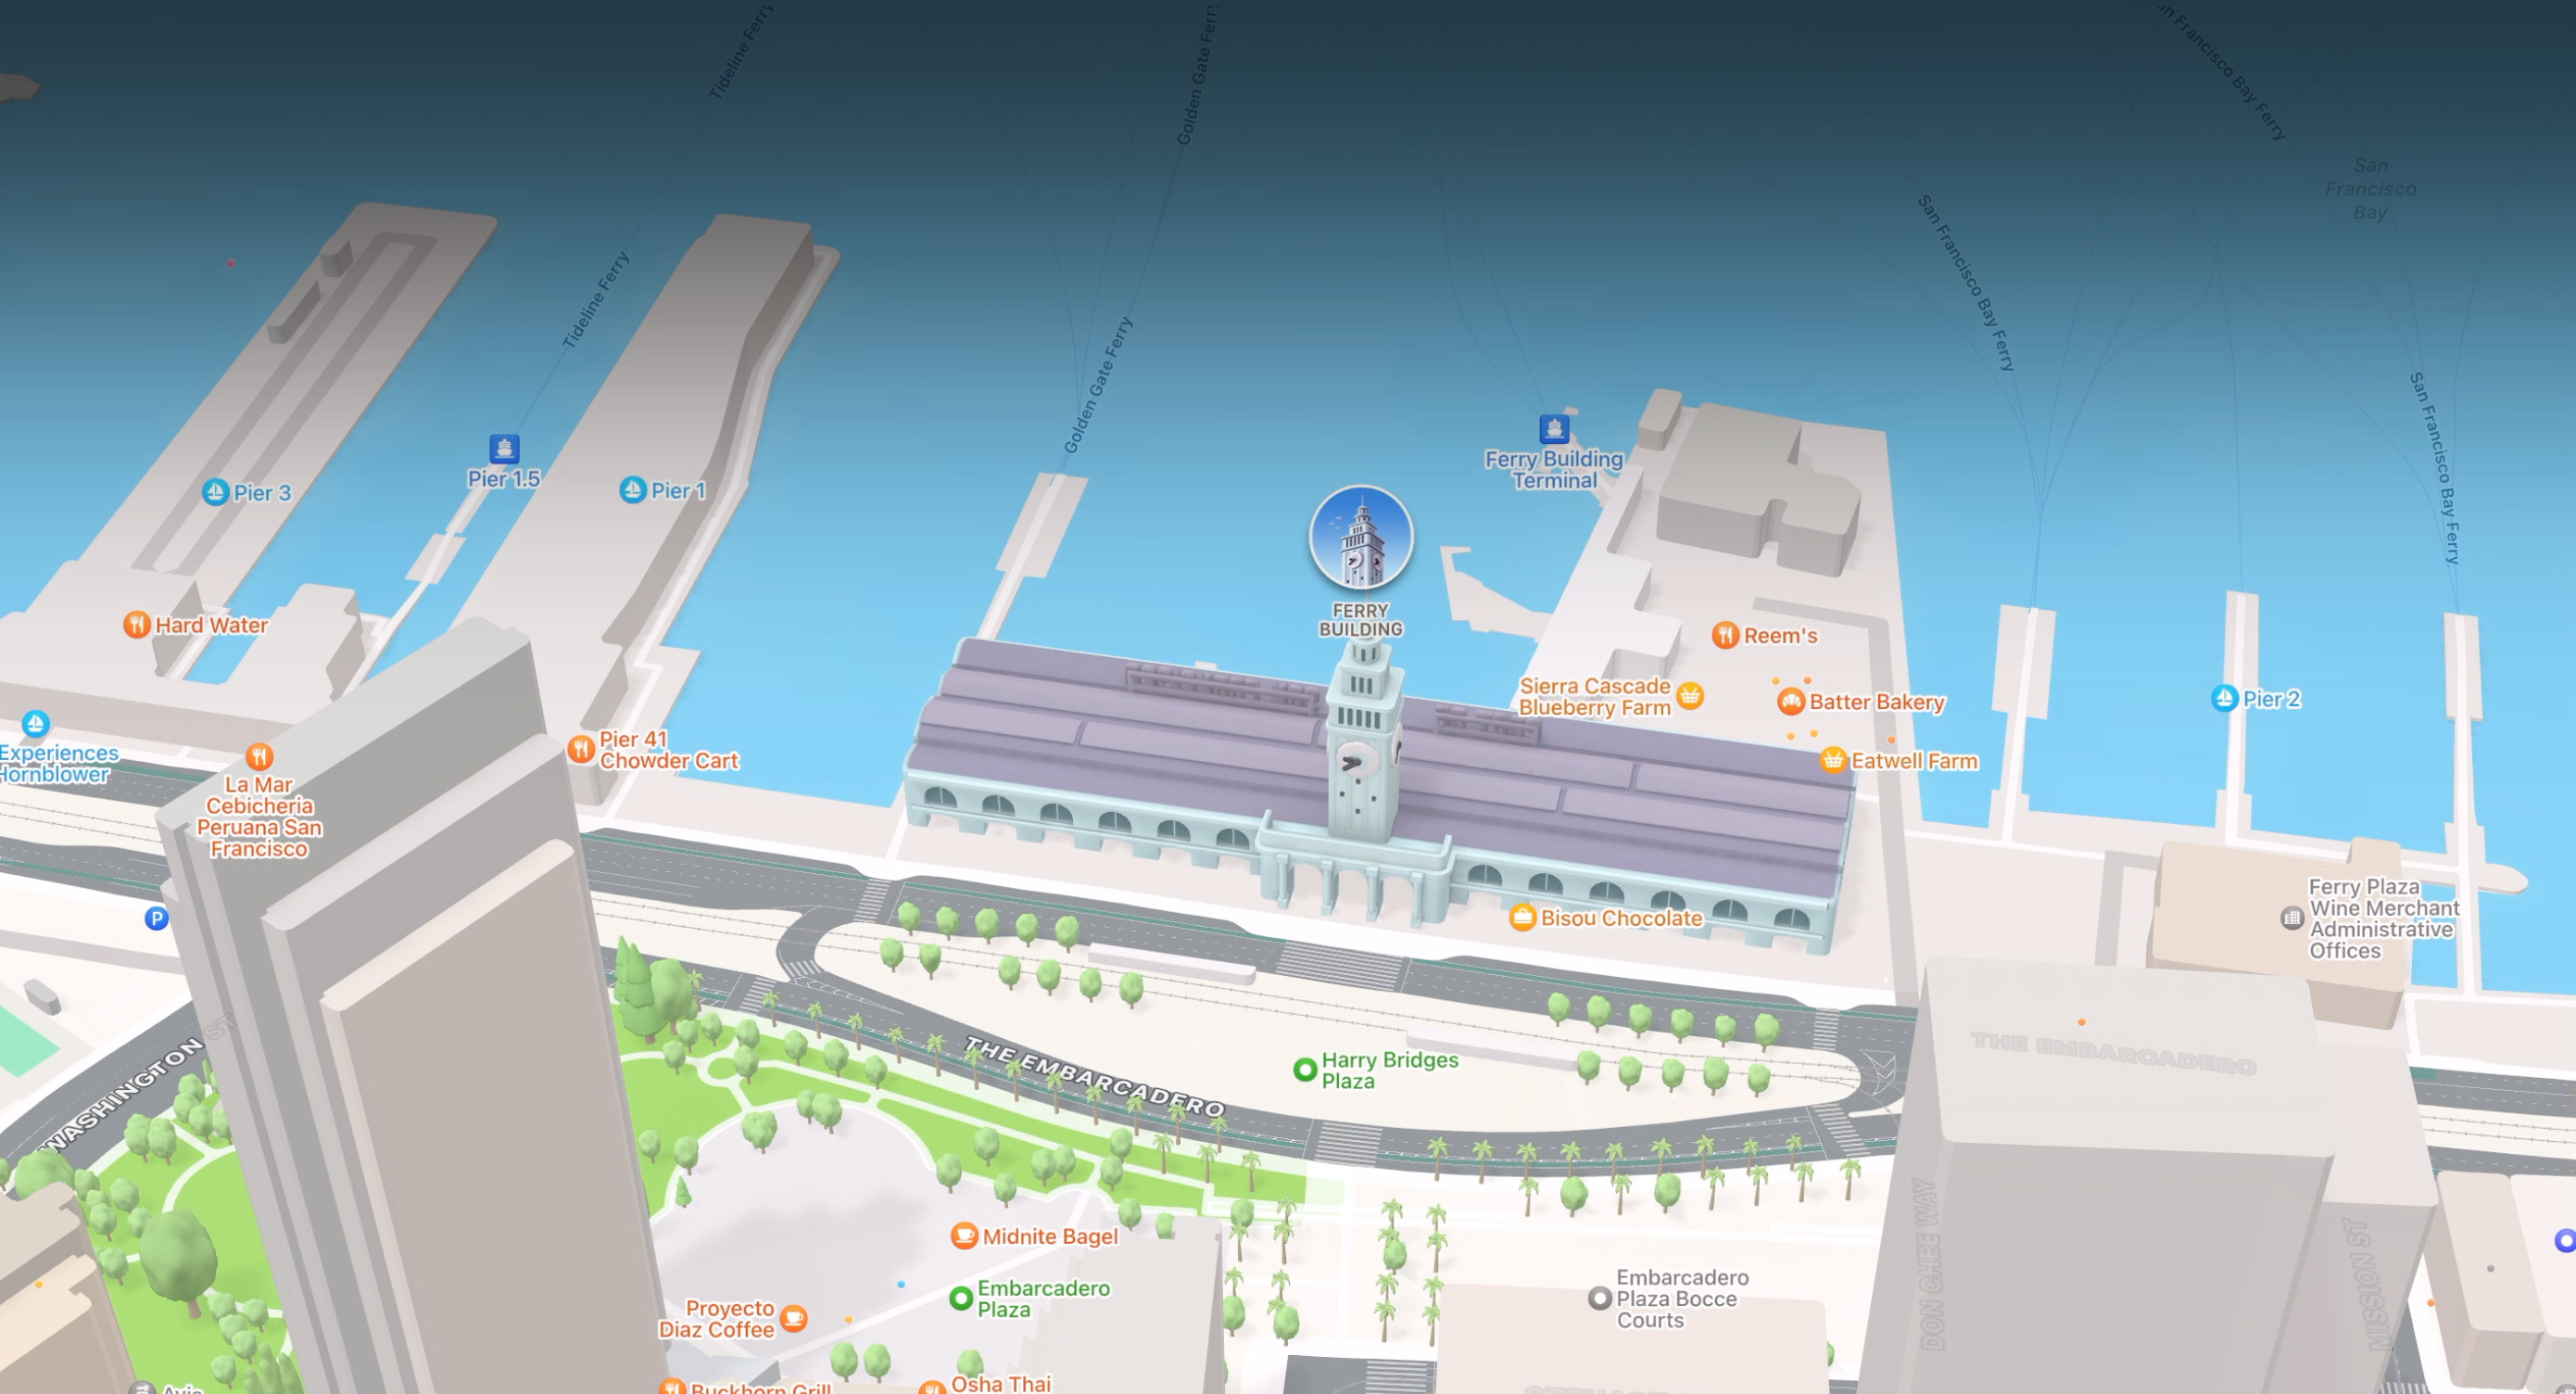 Tideline Ferry
Golden Gate Ferry
San Francisco Bay Ferry
San
Francisco
Bay
San Francisco Bay Ferry
Tideline Ferry
Golden Gate Ferry
San Francisco Bay Ferry
Pier 3
Pier 1.5
Pier 1
Ferry Building
Terminal
FERRY
BUILDING
Hard Water
Reem's
Sierra Cascade
Blueberry Farm
Batter Bakery
Pier 2
Experiences
Hornblower
La Mar
Cebicheria
Peruana San
Francisco
Pier 41
Chowder Cart
Eatwell Farm
P
Bisou Chocolate
Ferry Plaza
Wine Merchant
Administrative
Offices
WASHINGTON ST
THE EMBARCADERO
Harry Bridges
Plaza
THE EMBARCADERO
Midnite Bagel
Embarcadero
Plaza
Proyecto
Diaz Coffee
Embarcadero
Plaza Bocce
Courts
DON CHEE WAY
MISSION ST
Buckhorn Grill
Osha Thai
Avis